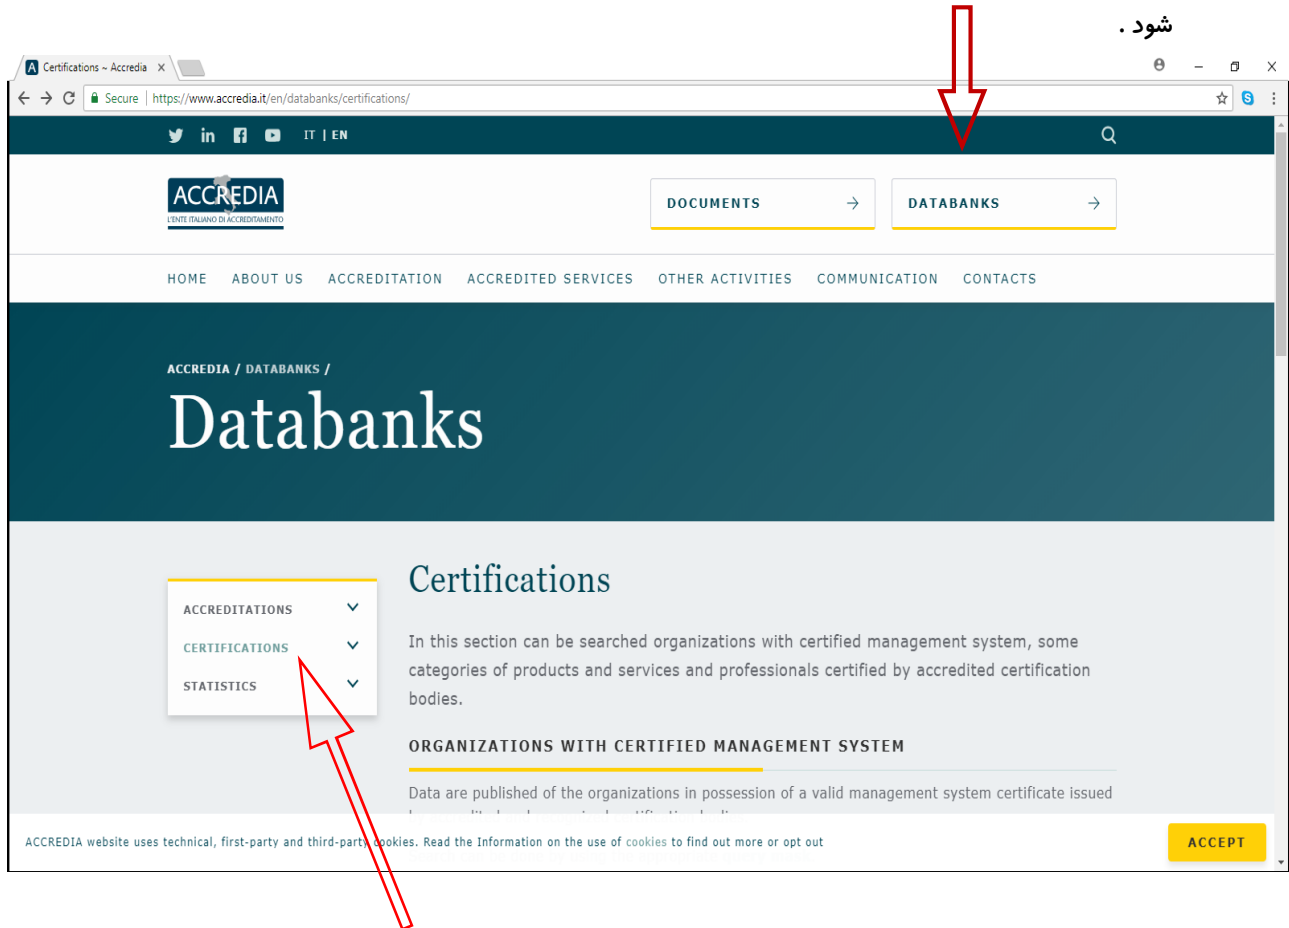 شود .
Certifications ~ Accredia
Secure | https://www.accredia.it/en/databanks/certifications/
IT | EN
ACCREDIA
L'ENTE ITALIANO DI ACCREDITAMENTO
DOCUMENTS
DATABANKS
HOME ABOUT US ACCREDITATION ACCREDITED SERVICES OTHER ACTIVITIES COMMUNICATION CONTACTS
ACCREDIA / DATABANKS /
Databanks
ACCREDITATIONS
CERTIFICATIONS
STATISTICS
Certifications
In this section can be searched organizations with certified management system, some
categories of products and services and professionals certified by accredited certification
bodies.
ORGANIZATIONS WITH CERTIFIED MANAGEMENT SYSTEM
Data are published of the organizations in possession of a valid management system certificate issued
ACCREDIA website uses technical, first-party and third-party cookies. Read the Information on the use of cookies to find out more or opt out
ACCEPT